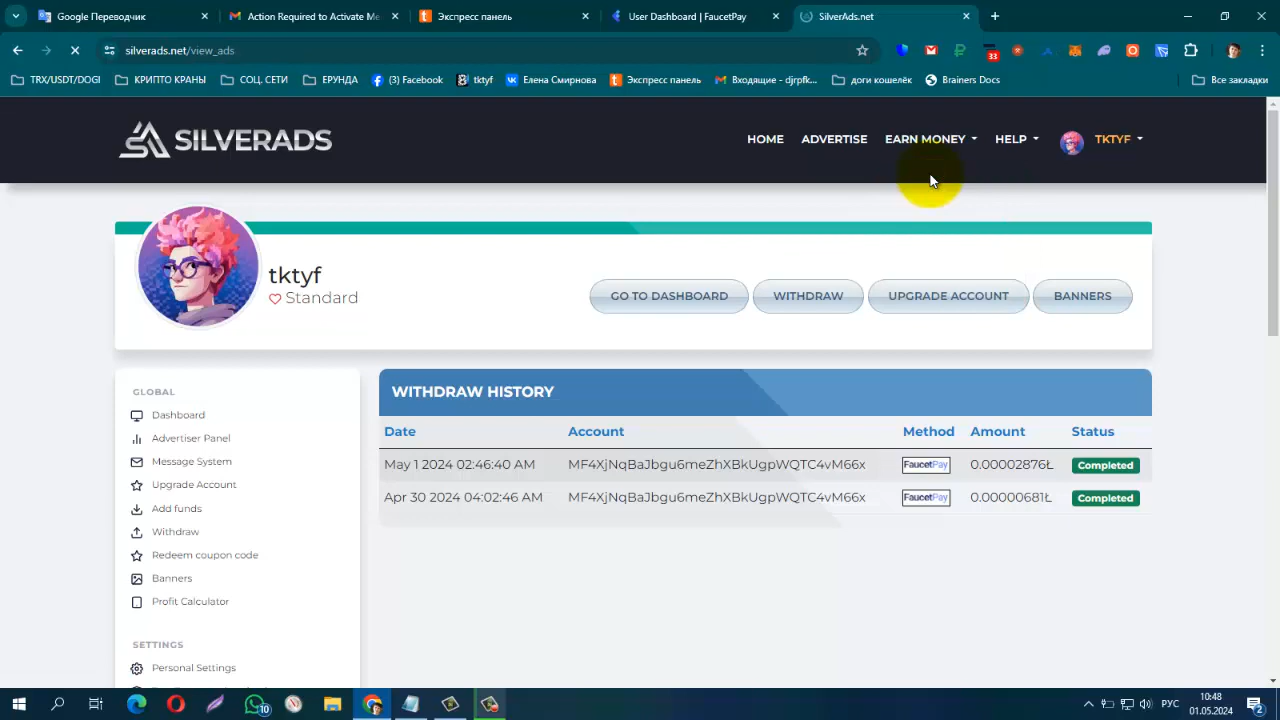 Google Переводчик
Action Required to Activate Me
Экспресс панель
User Dashboard | FaucetPay
SilverAds.net
silverads.net/view_ads
33
TRX/USDT/DOGI
КРИПТО КРАНЫ
СОЦ. СЕТИ
ЕРУНДА
(3) Facebook
tktyf
Елена Смирнова
Экспресс панель
Входящие - djrpfk...
доги кошелёк
Brainers Docs
Все закладки
SILVERADS
HOME
ADVERTISE
EARN MONEY
HELP
TKTYF
tktyf
Standard
GO TO DASHBOARD
WITHDRAW
UPGRADE ACCOUNT
BANNERS
GLOBAL
Dashboard
Advertiser Panel
Message System
Upgrade Account
Add funds
Withdraw
Redeem coupon code
Banners
Profit Calculator
SETTINGS
Personal Settings
WITHDRAW HISTORY
Date Account Method Amount Status
May 1 2024 02:46:40 AM MF4XjNqBaJbgu6meZhXBkUgpWQTC4vM66x FaucetPay 0.00002876Ł Completed
Apr 30 2024 04:02:46 AM MF4XjNqBaJbgu6meZhXBkUgpWQTC4vM66x FaucetPay 0.00000681Ł Completed
10
РУС
10:48
01.05.2024
2